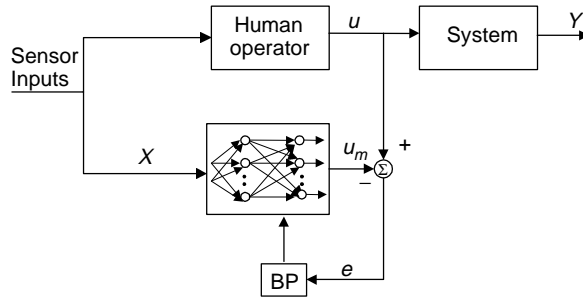 Human
operator
u
System
Y
Sensor
Inputs
X
u_m
+
Σ
−
BP
e